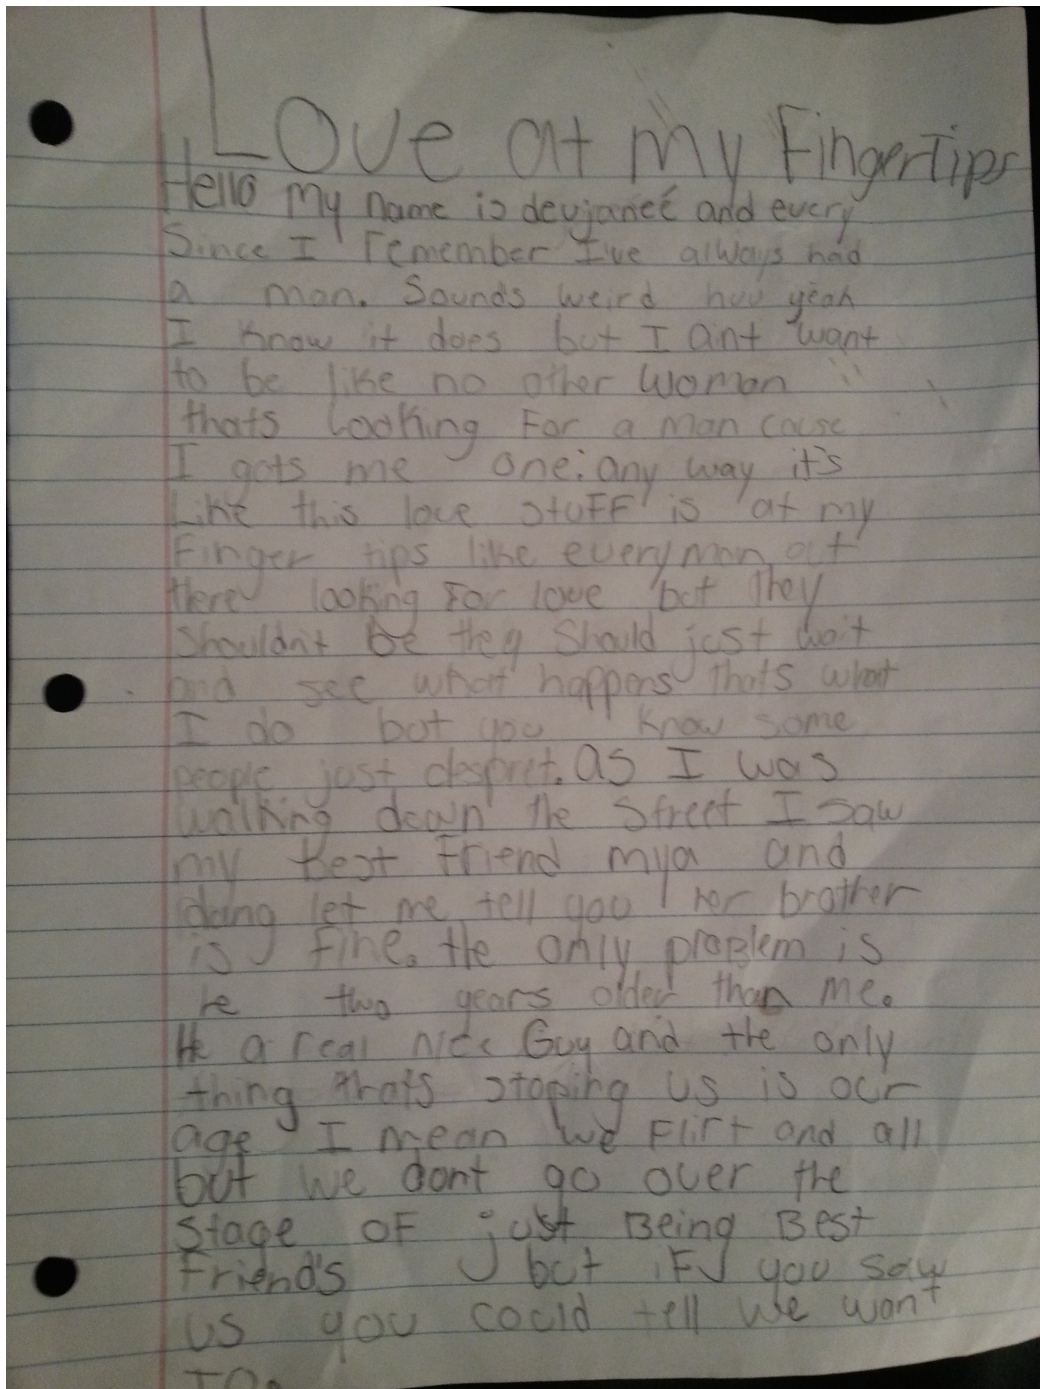 Love at my FingerTips
Hello my name is deyjaneé and every
Since I remember I've always had
a man. Sounds weird huu yeah
I know it does but I aint want
to be like no other woman
thats looking For a man cause
I gots me one: any way it's
Like this love stuFF is at my
Finger tips like every man out
there looking For love but they
Shouldn't be they Should just wait
and see what happens thats what
I do but you know some
people just despret. as I was
walking down the Street I saw
my best Friend mya and
dang let me tell you her brother
is Fine. the only problem is
he two years older than me.
He a real nice Guy and the only
thing thats stoping us is our
age I mean we Flirt and all
but we dont go over the
stage OF just Being Best
Friend's but iF you saw
us you could tell we want
TO.